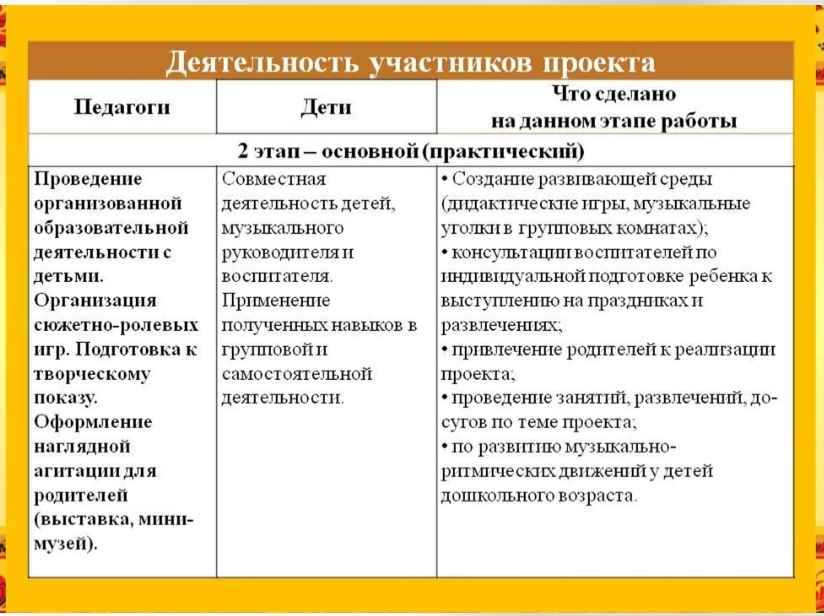 Деятельность участников проекта
Педагоги
Дети
Что сделано
на данном этапе работы
2 этап – основной (практический)
Проведение
организованной
образовательной
деятельности с
детьми.
Организация
сюжетно-ролевых
игр. Подготовка к
творческому
показу.
Оформление
наглядной
агитации для
родителей
(выставка, мини-
музей).
Совместная
деятельность детей,
музыкального
руководителя и
воспитателя.
Применение
полученных навыков в
групповой и
самостоятельной
деятельности.
• Создание развивающей среды
(дидактические игры, музыкальные
уголки в групповых комнатах);
• консультации воспитателей по
индивидуальной подготовке ребенка к
выступлению на праздниках и
развлечениях;
• привлечение родителей к реализации
проекта;
• проведение занятий, развлечений, до-
сугов по теме проекта;
• по развитию музыкально-
ритмических движений у детей
дошкольного возраста.